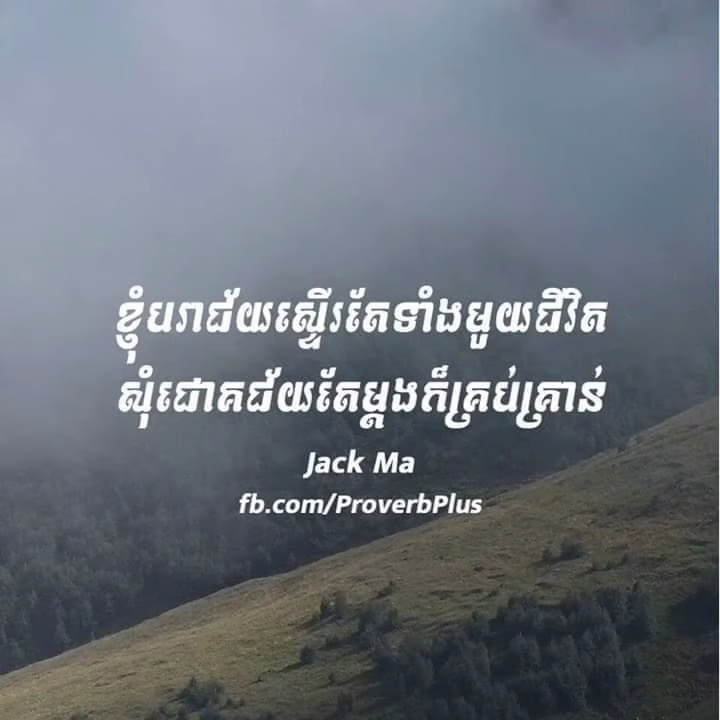 ខ្ញុំបរាជ័យស្ទើរតែទាំងមូយជីវិត
សុំជោគជ័យតែម្ដងក៏គ្រប់គ្រាន់
Jack Ma
fb.com/ProverbPlus